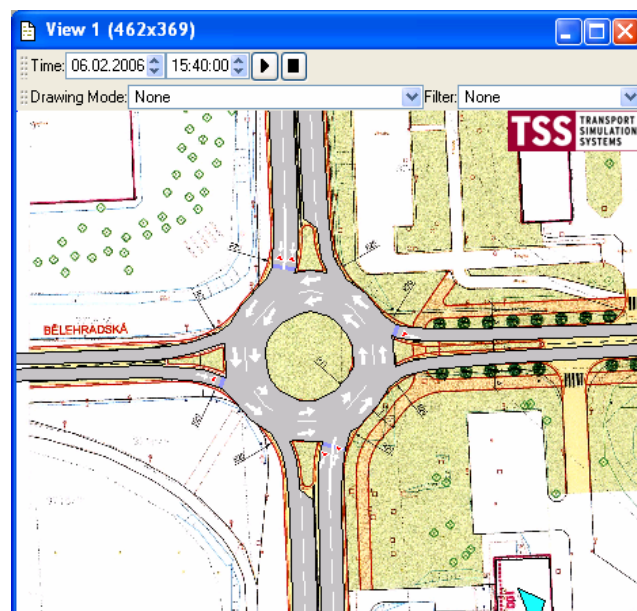 View 1 (462x369)
Time: 06.02.2006 15:40:00
Drawing Mode: None Filter: None
TSS TRANSPORT
SIMULATION
SYSTEMS
BĚLEHRADSKÁ